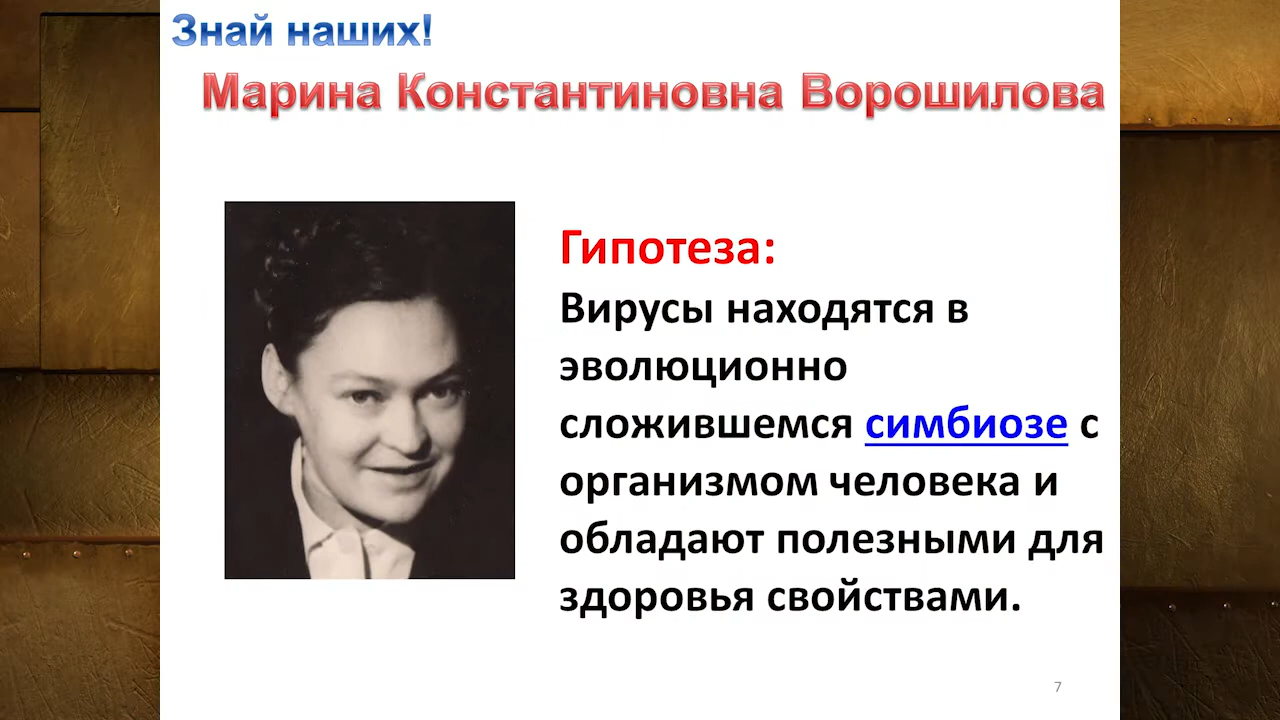 Знай наших!
Марина Константиновна Ворошилова
Гипотеза:
Вирусы находятся в
эволюционно
сложившемся симбиозе с
организмом человека и
обладают полезными для
здоровья свойствами.
7